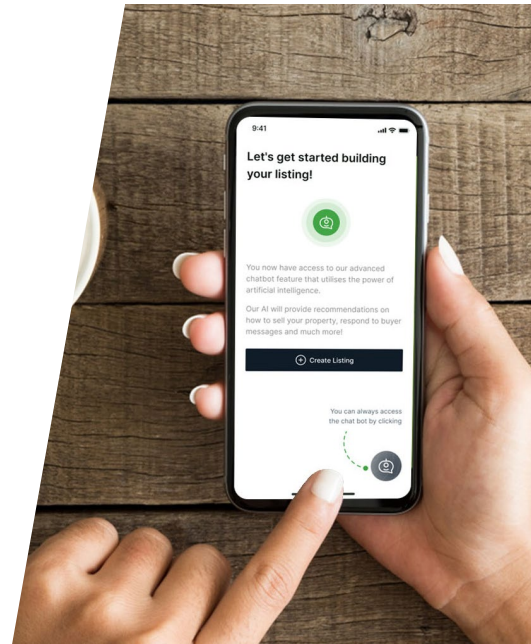 9:41
Let's get started building
your listing!
You now have access to our advanced
chatbot feature that utilises the power of
artificial intelligence.
Our AI will provide recommendations on
how to sell your property, respond to buyer
messages and much more!
Create Listing
You can always access
the chat bot by clicking